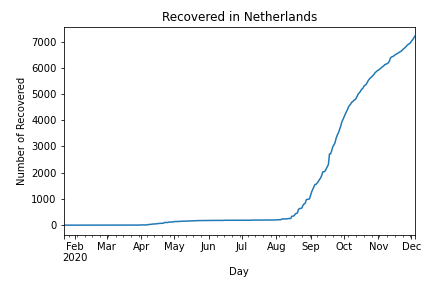 Recovered in Netherlands
Number of Recovered
7000
6000
5000
4000
3000
2000
1000
0
Feb Mar Apr May Jun Jul Aug Sep Oct Nov Dec
2020
Day